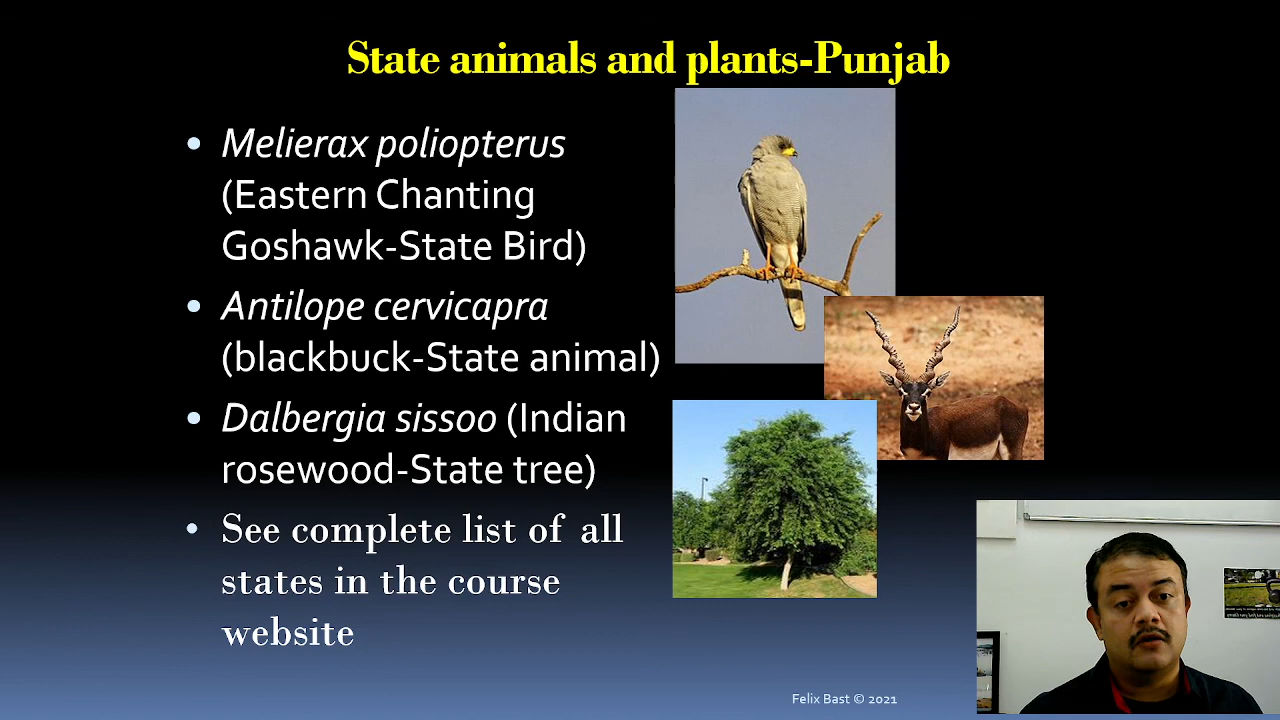 State animals and plants-Punjab
• Melierax poliopterus
(Eastern Chanting
Goshawk-State Bird)
• Antilope cervicapra
(blackbuck-State animal)
• Dalbergia sissoo (Indian
rosewood-State tree)
• See complete list of all
states in the course
website
Felix Bast © 2021